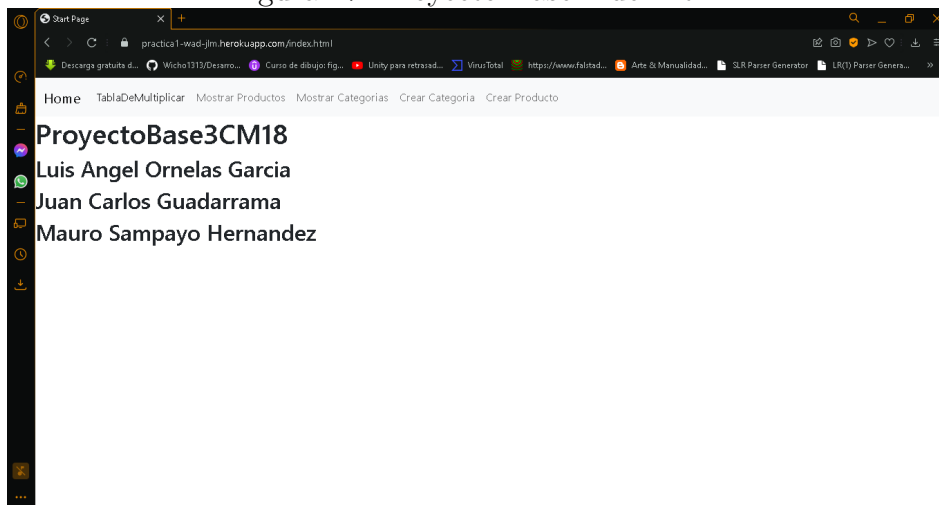 Start Page
practica1-wad-jlm.herokuapp.com/index.html
Descarga gratuita d... Wicho1313/Desarro... Curso de dibujo: fig... Unity para retrasad... VirusTotal https://www.falstad... Arte & Manualidad... SLR Parser Generator LR(1) Parser Genera... »
Home TablaDeMultiplicar Mostrar Productos Mostrar Categorias Crear Categoria Crear Producto
ProyectoBase3CM18
Luis Angel Ornelas Garcia
Juan Carlos Guadarrama
Mauro Sampayo Hernandez